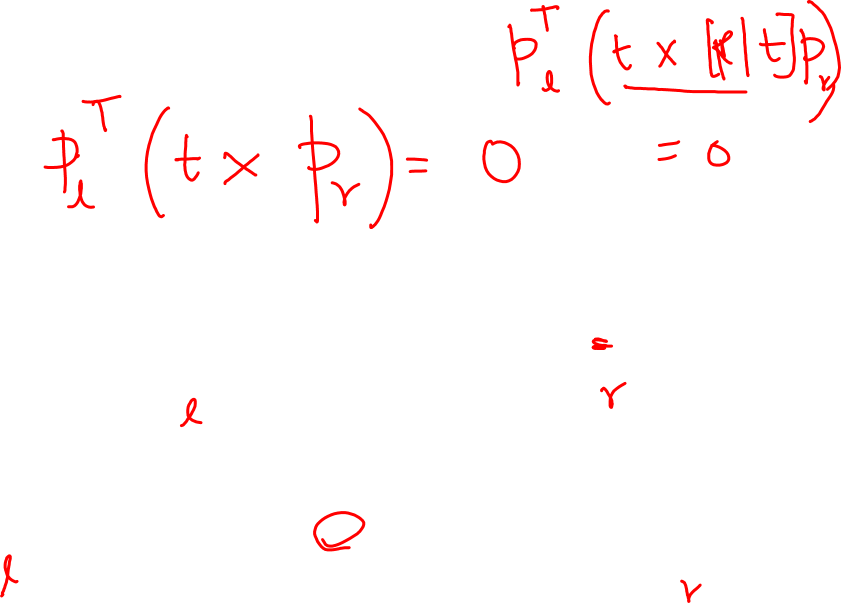 p_l^T (t × [R|t] p_r)
p_l^T (t × p_r) = 0
= 0
=
r
l
l
r